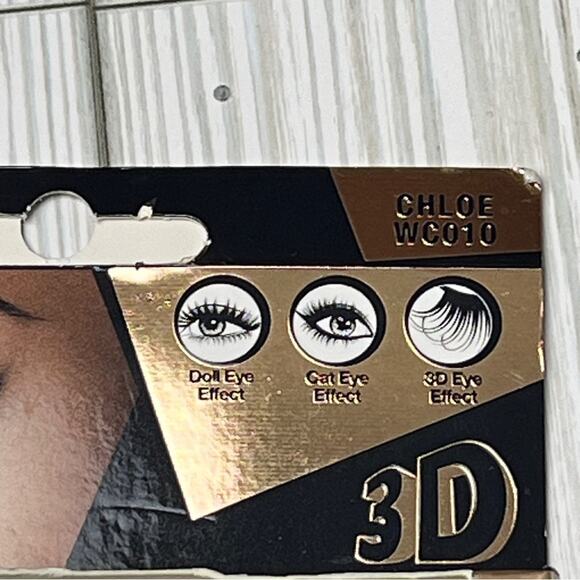 CHLOE
WC010
Doll Eye
Effect
Cat Eye
Effect
3D Eye
Effect
3D